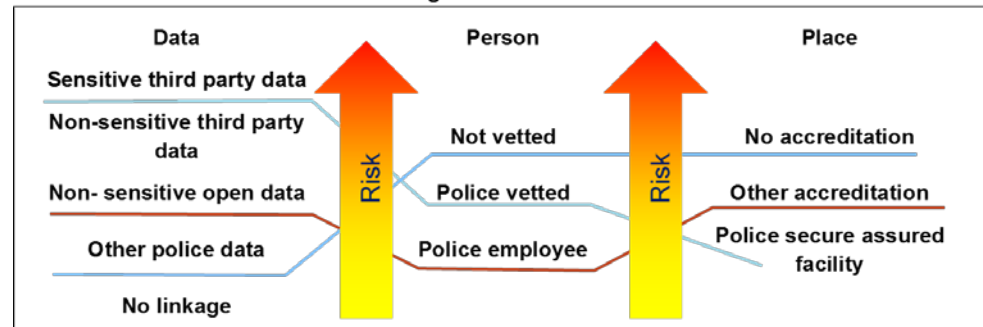 Data
Person
Place
Sensitive third party data
Non-sensitive third party
data
Non- sensitive open data
Other police data
No linkage
Risk
Not vetted
Police vetted
Police employee
Risk
No accreditation
Other accreditation
Police secure assured
facility